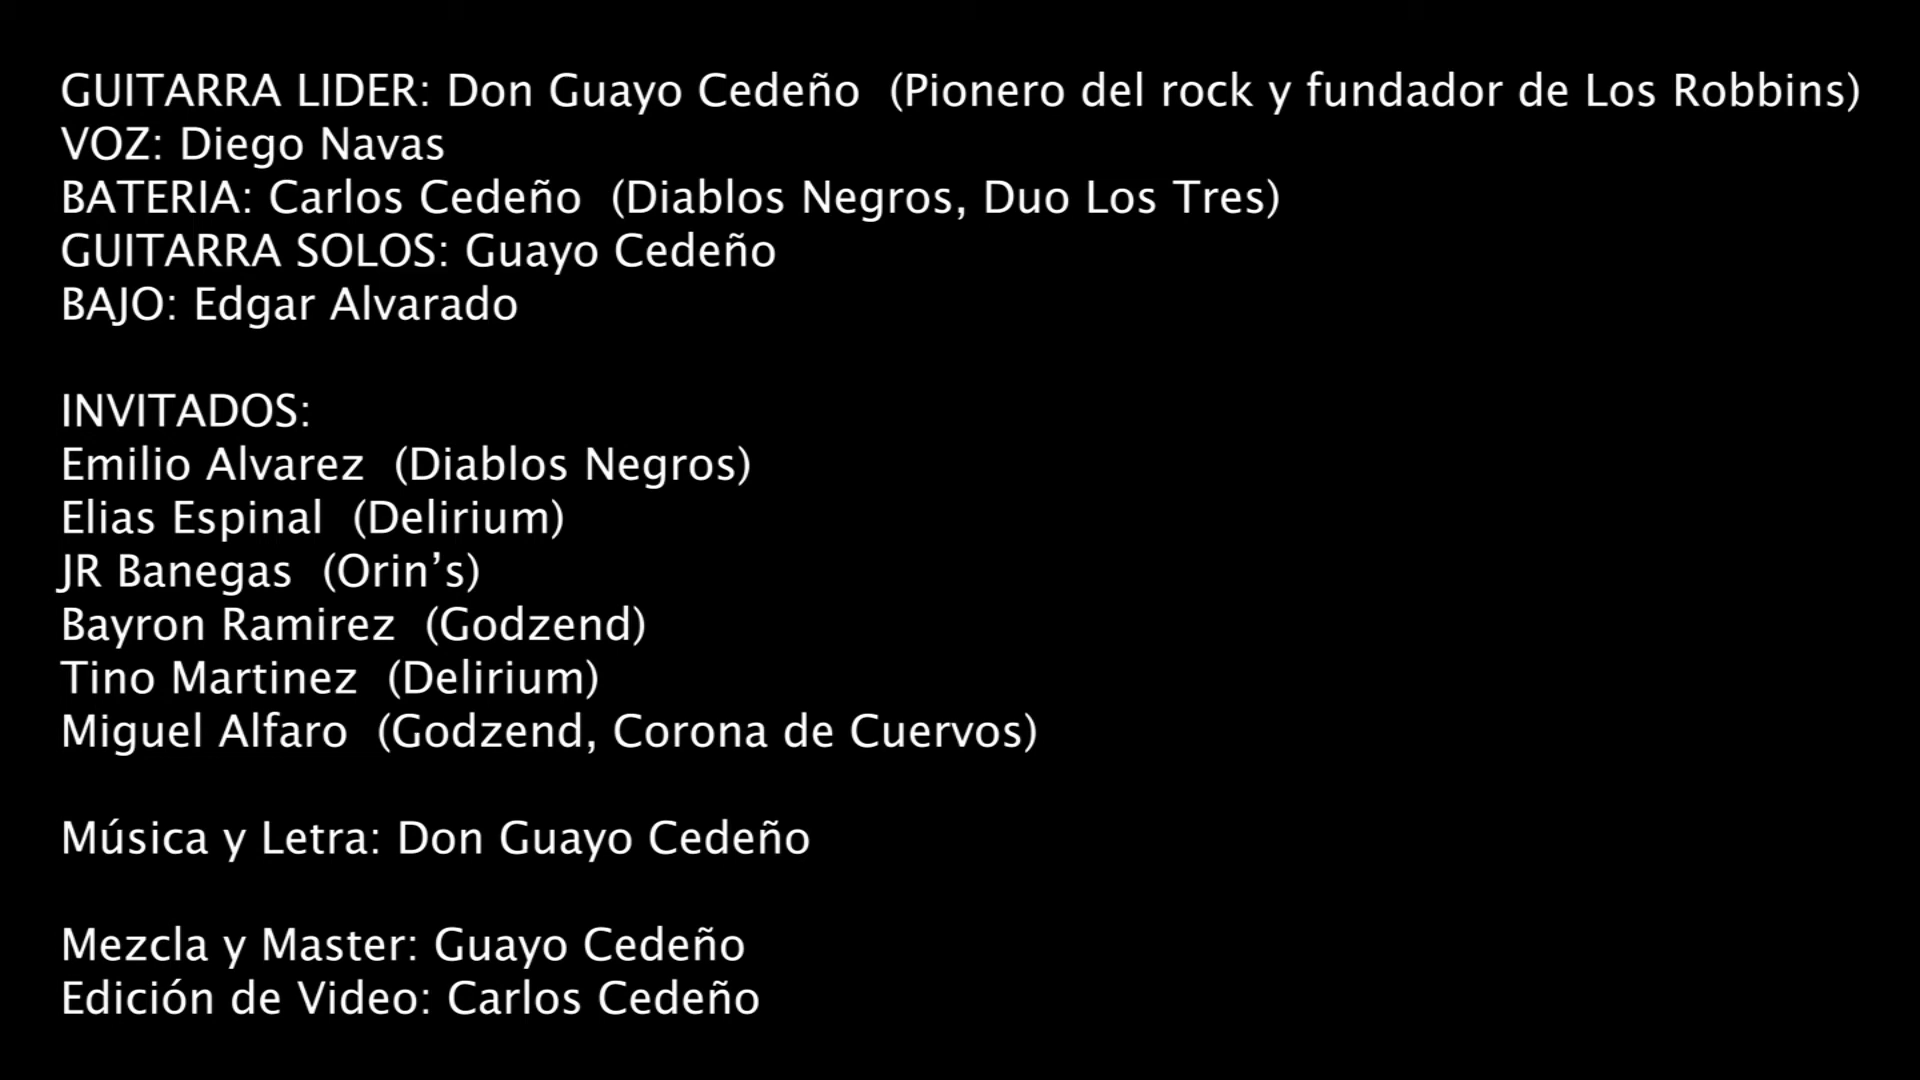 GUITARRA LIDER: Don Guayo Cedeño (Pionero del rock y fundador de Los Robbins)
VOZ: Diego Navas
BATERIA: Carlos Cedeño (Diablos Negros, Duo Los Tres)
GUITARRA SOLOS: Guayo Cedeño
BAJO: Edgar Alvarado
INVITADOS:
Emilio Alvarez (Diablos Negros)
Elias Espinal (Delirium)
JR Banegas (Orin’s)
Bayron Ramirez (Godzend)
Tino Martinez (Delirium)
Miguel Alfaro (Godzend, Corona de Cuervos)
Música y Letra: Don Guayo Cedeño
Mezcla y Master: Guayo Cedeño
Edición de Video: Carlos Cedeño